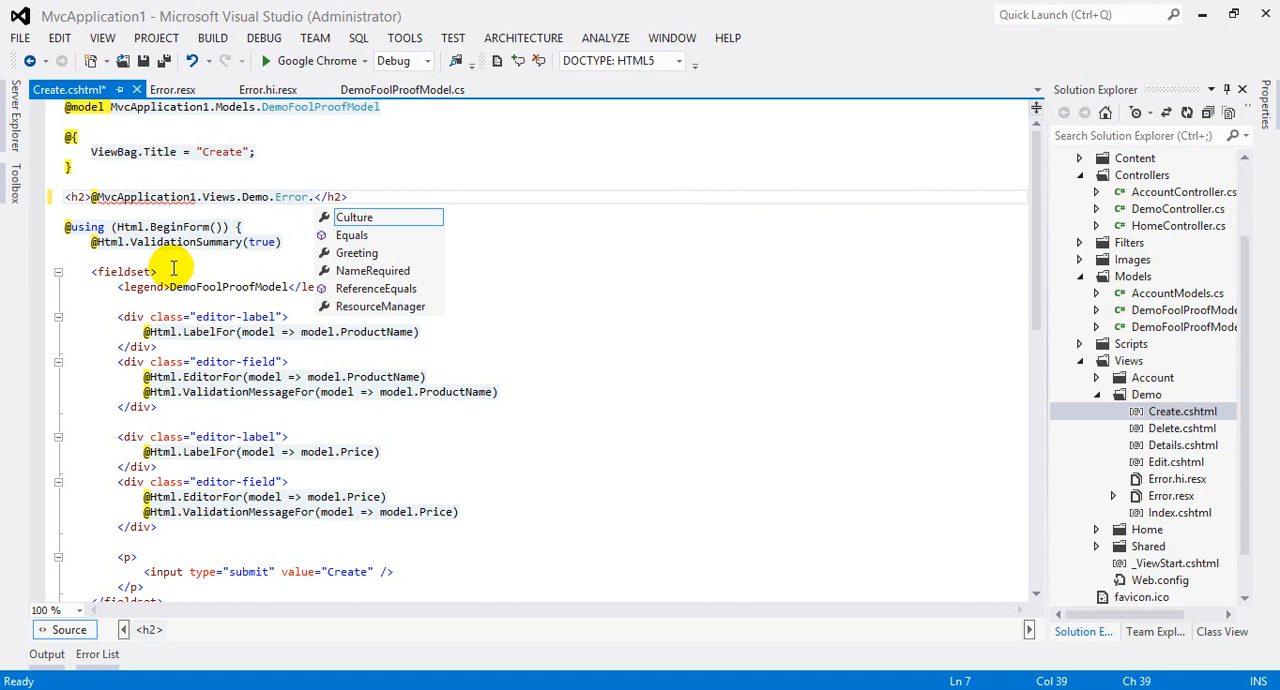 MvcApplication1 - Microsoft Visual Studio (Administrator)
Quick Launch (Ctrl+Q)
FILE EDIT VIEW PROJECT BUILD DEBUG TEAM SQL TOOLS TEST ARCHITECTURE ANALYZE WINDOW HELP
Google Chrome Debug DOCTYPE: HTML5
Server Explorer
Toolbox
Create.cshtml* Error.resx Error.hi.resx DemoFoolProofModel.cs
@model MvcApplication1.Models.DemoFoolProofModel
@{
ViewBag.Title = "Create";
}
<h2>@MvcApplication1.Views.Demo.Error.</h2>
@using (Html.BeginForm()) {
@Html.ValidationSummary(true)
<fieldset>
<legend>DemoFoolProofModel</le
<div class="editor-label">
@Html.LabelFor(model => model.ProductName)
</div>
<div class="editor-field">
@Html.EditorFor(model => model.ProductName)
@Html.ValidationMessageFor(model => model.ProductName)
</div>
<div class="editor-label">
@Html.LabelFor(model => model.Price)
</div>
<div class="editor-field">
@Html.EditorFor(model => model.Price)
@Html.ValidationMessageFor(model => model.Price)
</div>
<p>
<input type="submit" value="Create" />
</p>
</fieldset>
Culture
Equals
Greeting
NameRequired
ReferenceEquals
ResourceManager
100 %
Source <h2>
Output Error List
Solution Explorer
Search Solution Explorer (Ctrl+;)
Content
Controllers
AccountController.cs
DemoController.cs
HomeController.cs
Filters
Images
Models
AccountModels.cs
DemoFoolProofMode
DemoFoolProofMode
Scripts
Views
Account
Demo
Create.cshtml
Delete.cshtml
Details.cshtml
Edit.cshtml
Error.hi.resx
Error.resx
Index.cshtml
Home
Shared
_ViewStart.cshtml
Web.config
favicon.ico
Solution E... Team Expl... Class View
Properties
Ready Ln 7 Col 39 Ch 39 INS